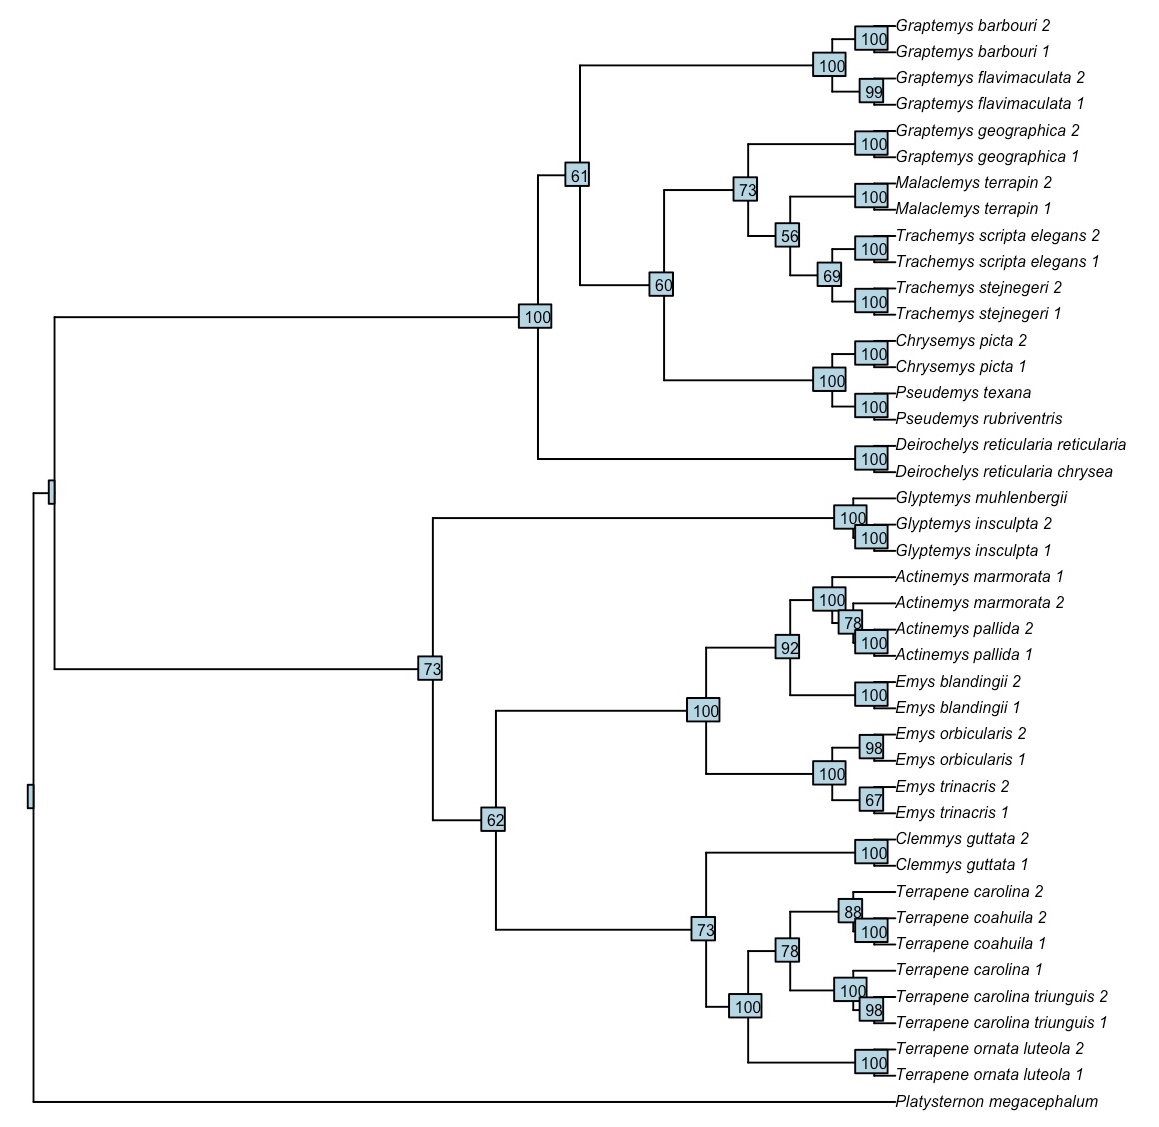 Graptemys barbouri 2
100
Graptemys barbouri 1
100
Graptemys flavimaculata 2
99
Graptemys flavimaculata 1
Graptemys geographica 2
100
Graptemys geographica 1
61
Malaclemys terrapin 2
73
100
Malaclemys terrapin 1
56
Trachemys scripta elegans 2
100
Trachemys scripta elegans 1
69
60
Trachemys stejnegeri 2
100
Trachemys stejnegeri 1
100
Chrysemys picta 2
100
Chrysemys picta 1
100
Pseudemys texana
100
Pseudemys rubriventris
Deirochelys reticularia reticularia
100
Deirochelys reticularia chrysea
Glyptemys muhlenbergii
100
Glyptemys insculpta 2
100
Glyptemys insculpta 1
Actinemys marmorata 1
100
Actinemys marmorata 2
78
Actinemys pallida 2
100
92
Actinemys pallida 1
73
Emys blandingii 2
100
Emys blandingii 1
100
Emys orbicularis 2
98
Emys orbicularis 1
100
Emys trinacris 2
67
Emys trinacris 1
62
Clemmys guttata 2
100
Clemmys guttata 1
Terrapene carolina 2
88
Terrapene coahuila 2
73
100
Terrapene coahuila 1
78
Terrapene carolina 1
100
Terrapene carolina triunguis 2
100
98
Terrapene carolina triunguis 1
Terrapene ornata luteola 2
100
Terrapene ornata luteola 1
Platysternon megacephalum